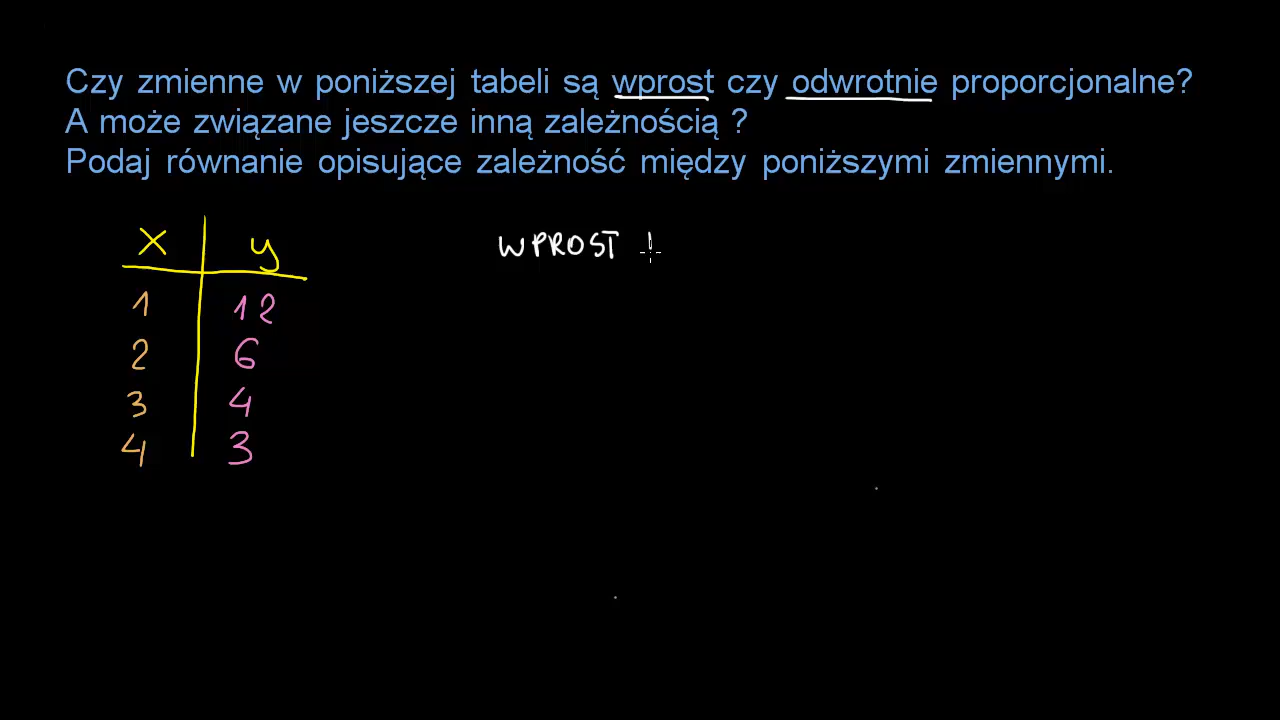 Czy zmienne w poniższej tabeli są wprost czy odwrotnie proporcjonalne?
A może związane jeszcze inną zależnością ?
Podaj równanie opisujące zależność między poniższymi zmiennymi.
x y
1 12
2 6
3 4
4 3
WPROST